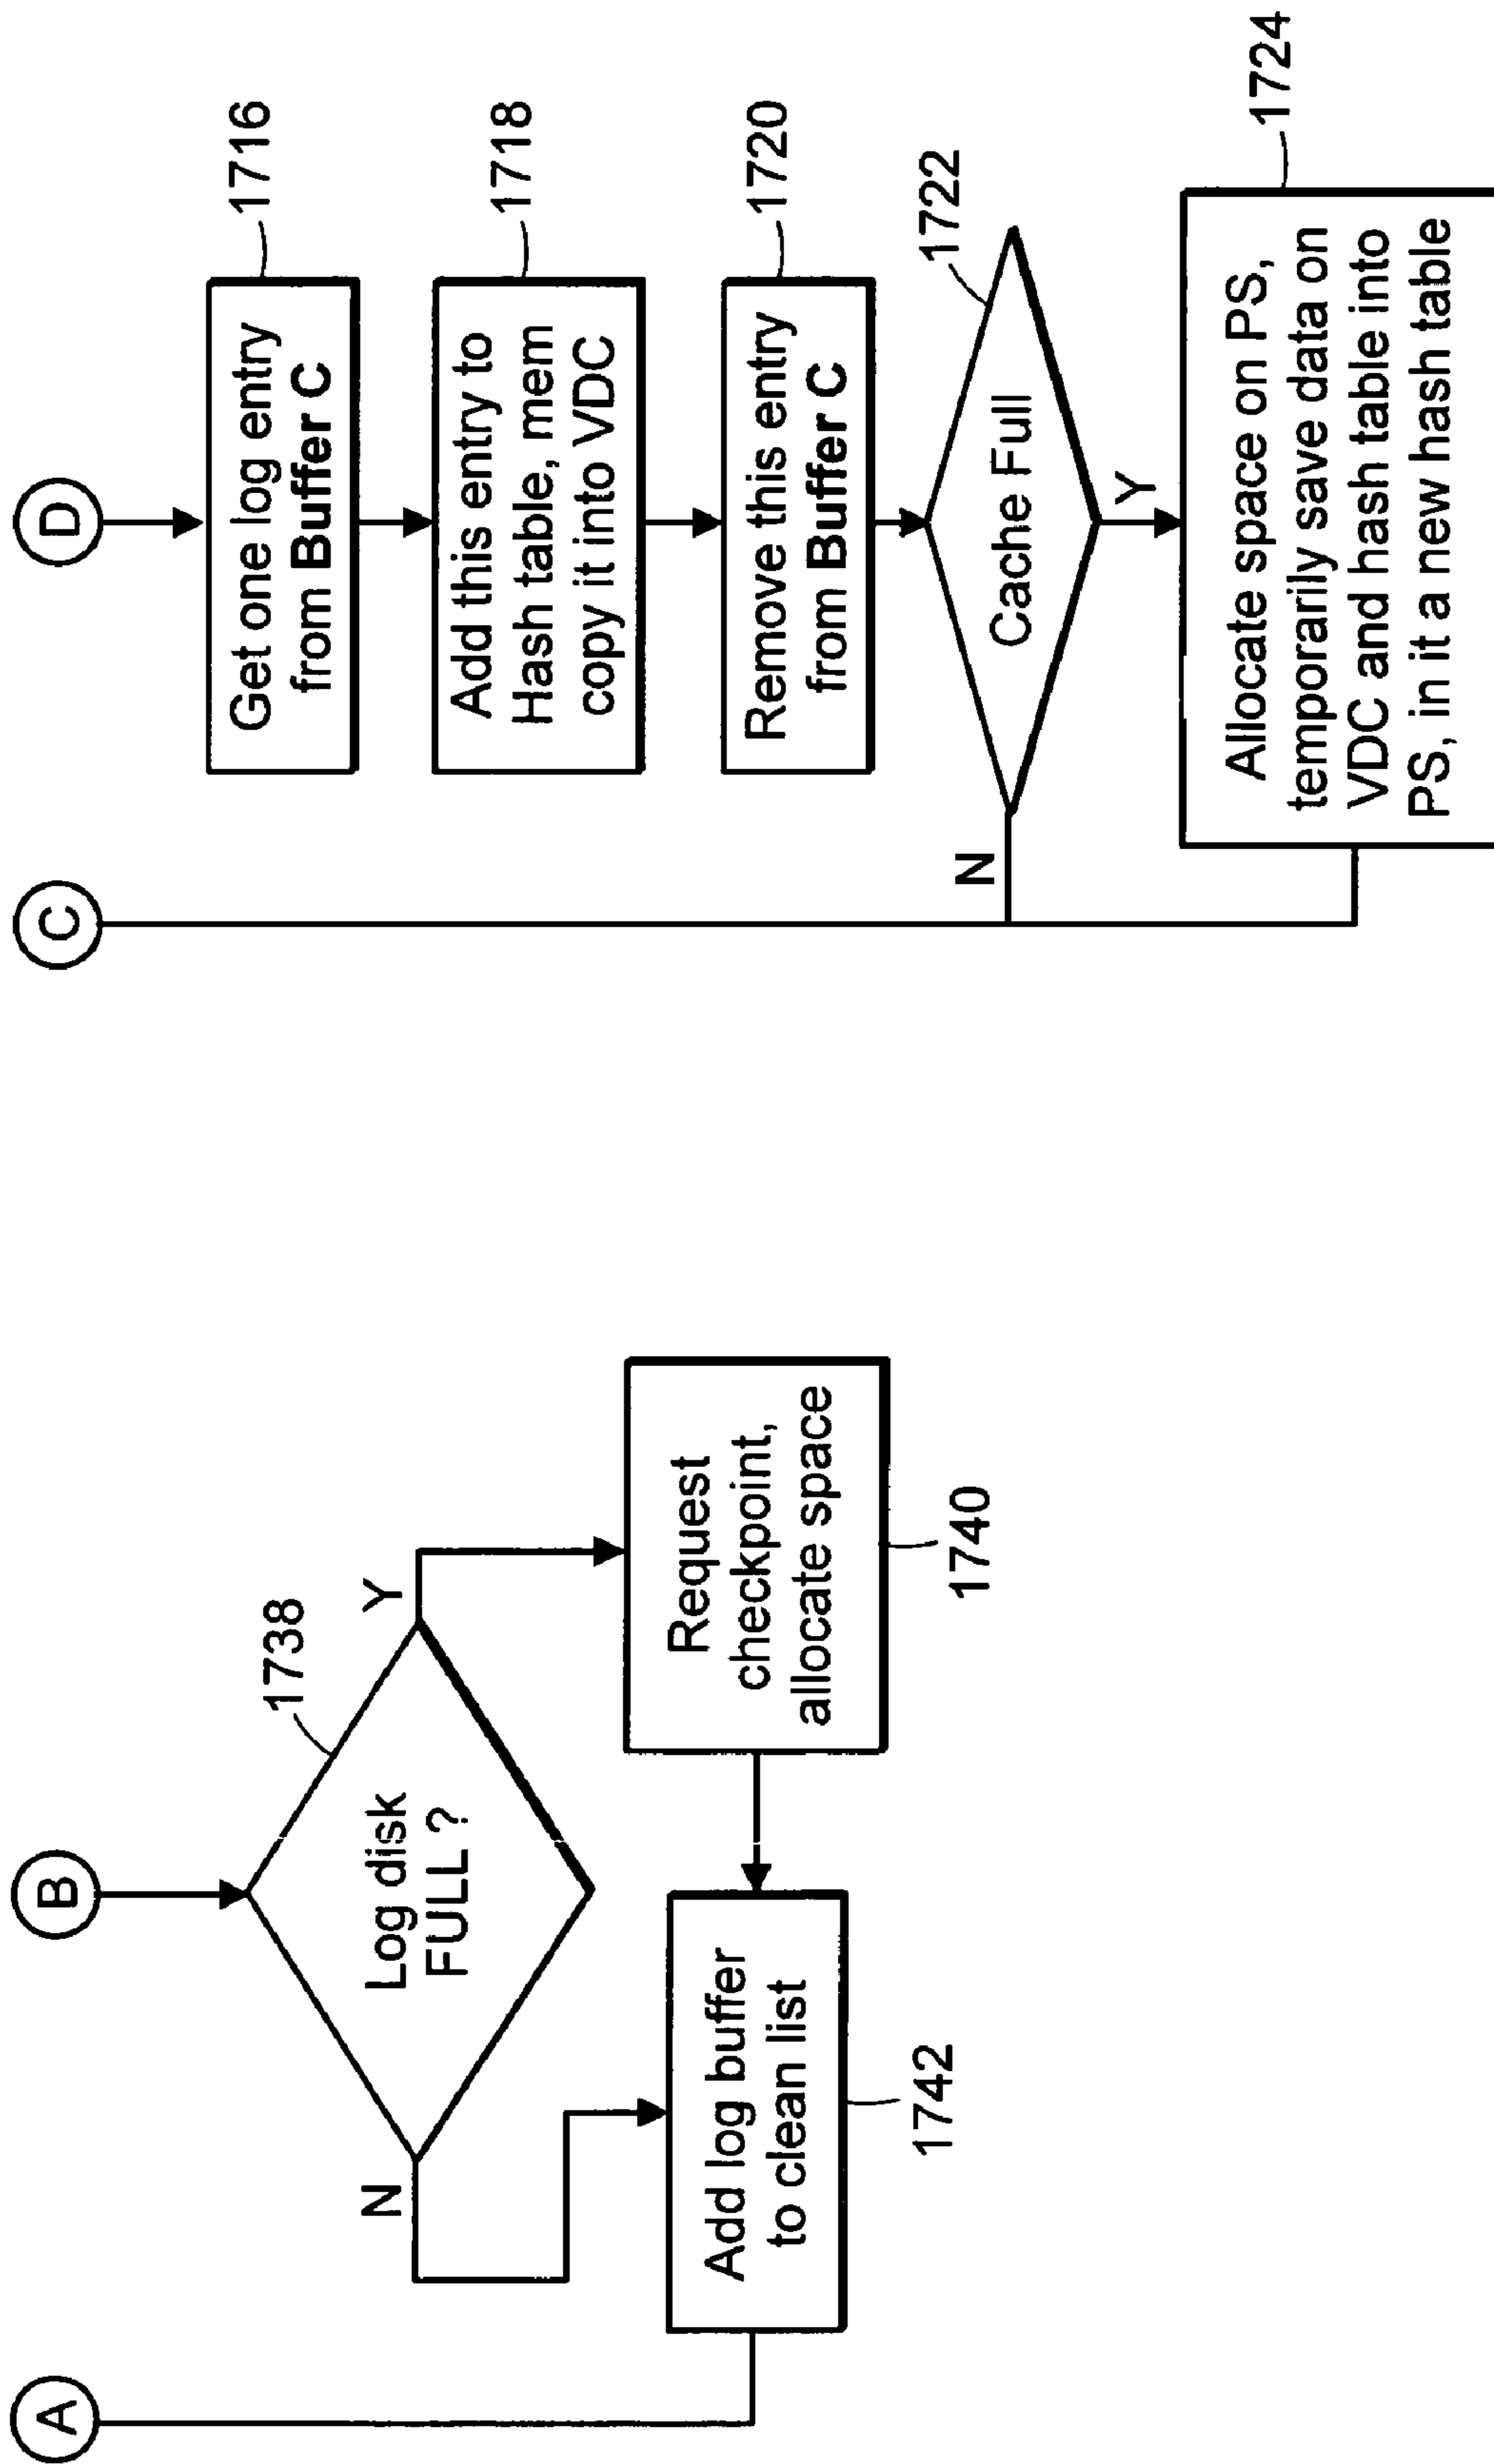 A
B
Log disk
FULL ?
1738
Y
N
Request
checkpoint,
allocate space
1740
Add log buffer
to clean list
1742
C
D
Get one log entry
from Buffer C
1716
Add this entry to
Hash table, mem
copy it into VDC
1718
Remove this entry
from Buffer C
1720
Cache Full
1722
N
Y
Allocate space on PS,
temporarily save data on
VDC and hash table into
PS, in it a new hash table
1724